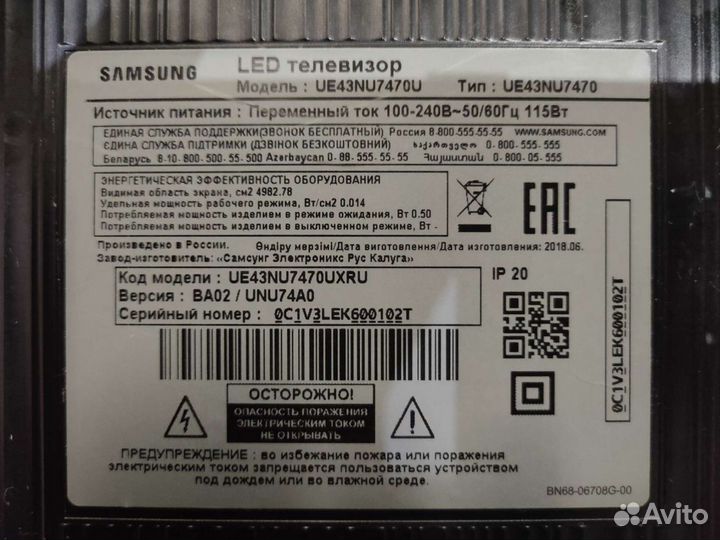 SAMSUNG
LED телевизор
Модель : UE43NU7470U Тип : UE43NU7470
Источник питания : Переменный ток 100-240В~50/60Гц 115Вт
ЕДИНАЯ СЛУЖБА ПОДДЕРЖКИ(ЗВОНОК БЕСПЛАТНЫЙ) Россия 8-800-555-55-55 WWW.SAMSUNG.COM
ЄДИНА СЛУЖБА ПІДТРИМКИ (ДЗВІНОК БЕЗКОШТОВНИЙ) საქართველო 0-800-555-555
Беларусь 8-10-800-500-55-500 Azərbaycan 0-88-555-55-55 Հայաստան 0-800-05-555
ЭНЕРГЕТИЧЕСКАЯ ЭФФЕКТИВНОСТЬ ОБОРУДОВАНИЯ
Видимая область экрана, см2 4982.78
Удельная мощность рабочего режима, Вт/см2 0.014
Потребляемая мощность изделием в режиме ожидания, Вт 0.50
Потребляемая мощность изделием в выключенном режиме, Вт -
EAC
Произведено в России. Өндіру мерзімі/Дата виготовлення/Дата изготовления : 2018.06.
Завод-изготовитель: «Самсунг Электроникс Рус Калуга»
Код модели : UE43NU7470UXRU
IP 20
Версия : BA02 / UNU74A0
Серийный номер : 0C1V3LEK600102T
0C1V3LEK600102T
ОСТОРОЖНО!
ОПАСНОСТЬ ПОРАЖЕНИЯ
ЭЛЕКТРИЧЕСКИМ ТОКОМ
НЕ ОТКРЫВАТЬ
ПРЕДУПРЕЖДЕНИЕ : во избежание пожара или поражения
электрическим током запрещается пользоваться устройством
под дождем или во влажной среде.
BN68-06708G-00
Avito